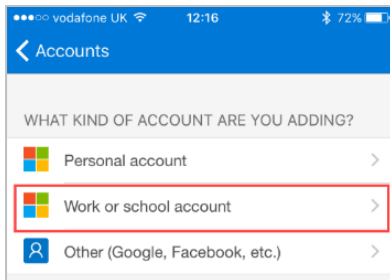 vodafone UK 12:16 72%
Accounts
WHAT KIND OF ACCOUNT ARE YOU ADDING?
Personal account
Work or school account
Other (Google, Facebook, etc.)